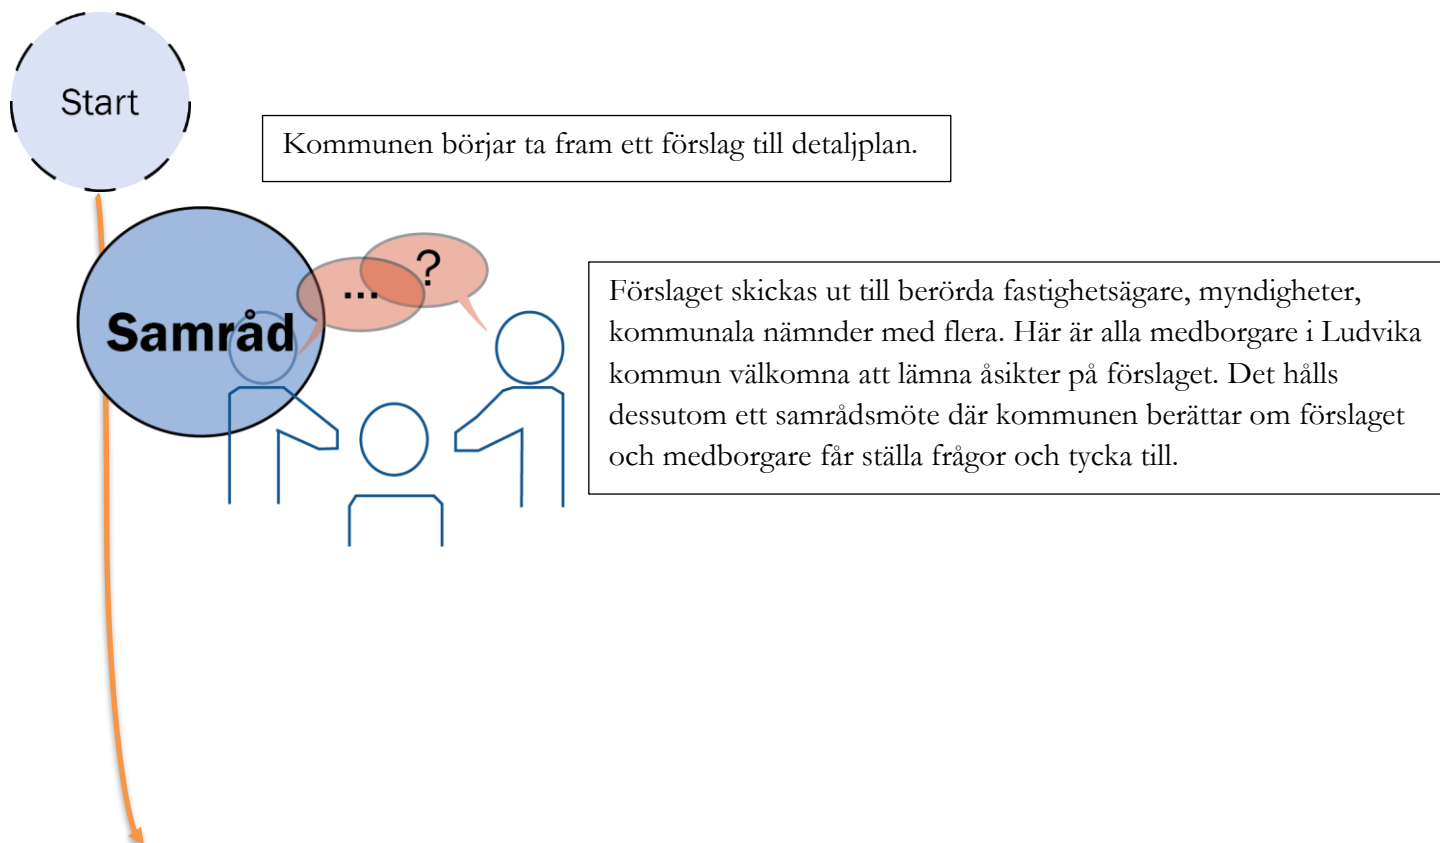 Start
Kommunen börjar ta fram ett förslag till detaljplan.
Samråd
...
?
Förslaget skickas ut till berörda fastighetsägare, myndigheter,
kommunala nämnder med flera. Här är alla medborgare i Ludvika
kommun välkomna att lämna åsikter på förslaget. Det hålls
dessutom ett samrådsmöte där kommunen berättar om förslaget
och medborgare får ställa frågor och tycka till.